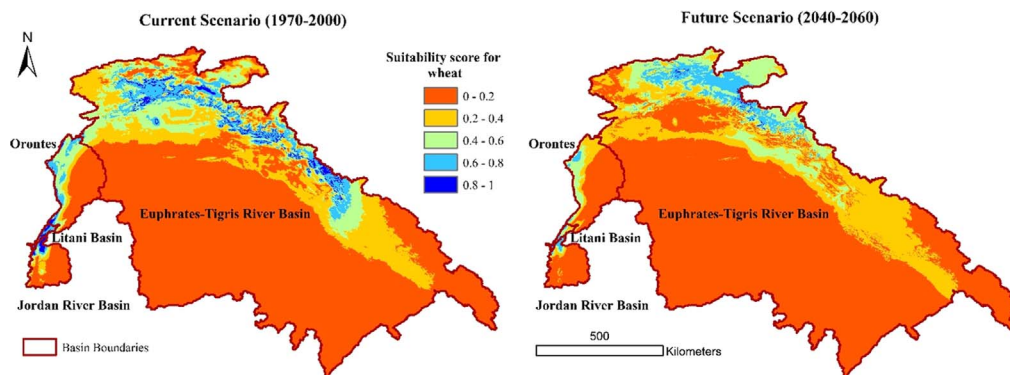 Current Scenario (1970-2000)
Future Scenario (2040-2060)
N
Suitability score for
wheat
0 - 0.2
0.2 - 0.4
0.4 - 0.6
0.6 - 0.8
0.8 - 1
Orontes
Euphrates-Tigris River Basin
Litani Basin
Jordan River Basin
Basin Boundaries
Orontes
Euphrates-Tigris River Basin
Litani Basin
Jordan River Basin
500
Kilometers